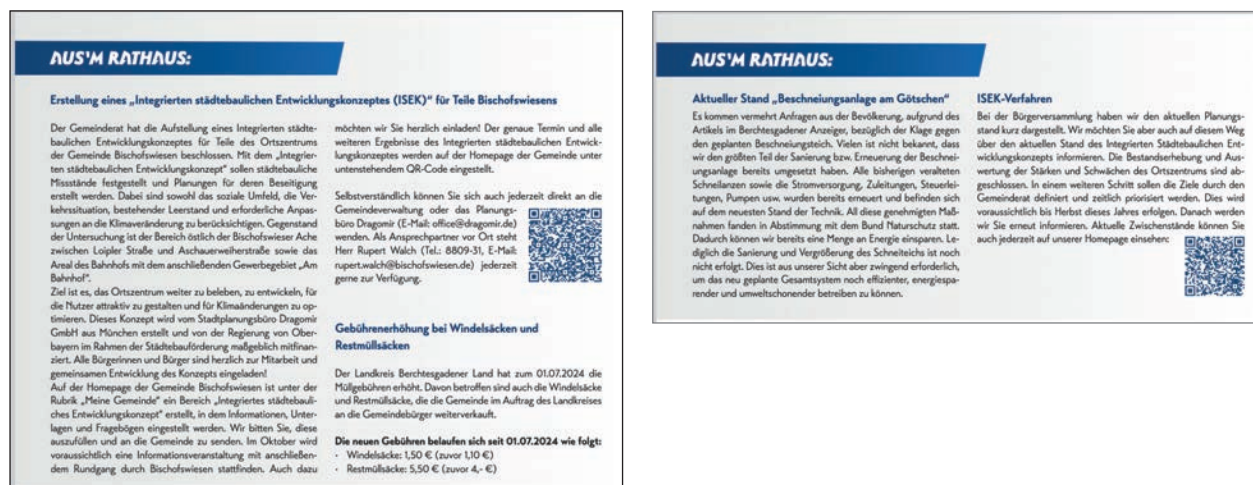 AUS'M RATHAUS:
Erstellung eines „Integrierten städtebaulichen Entwicklungskonzeptes (ISEK)“ für Teile Bischofswiesens
Der Gemeinderat hat die Aufstellung eines Integrierten städte-
baulichen Entwicklungskonzeptes für Teile des Ortszentrums
der Gemeinde Bischofswiesen beschlossen. Mit dem „Integrier-
ten städtebaulichen Entwicklungskonzept“ sollen städtebauliche
Missstände festgestellt und Planungen für deren Beseitigung
erstellt werden. Dabei sind sowohl das soziale Umfeld, die Ver-
kehrssituation, bestehender Leerstand und erforderliche Anpas-
sungen an die Klimaveränderung zu berücksichtigen. Gegenstand
der Untersuchung ist der Bereich östlich der Bischofswieser Ache
zwischen Loipler Straße und Aschauerweiherstraße sowie das
Areal des Bahnhofs mit dem anschließenden Gewerbegebiet „Am
Bahnhof“.
Ziel ist es, das Ortszentrum weiter zu beleben, zu entwickeln, für
die Nutzer attraktiv zu gestalten und für Klimaänderungen zu op-
timieren. Dieses Konzept wird vom Stadtplanungsbüro Dragomir
GmbH aus München erstellt und von der Regierung von Ober-
bayern im Rahmen der Städtebauförderung maßgeblich mitfinan-
ziert. Alle Bürgerinnen und Bürger sind herzlich zur Mitarbeit und
gemeinsamen Entwicklung des Konzepts eingeladen!
Auf der Homepage der Gemeinde Bischofswiesen ist unter der
Rubrik „Meine Gemeinde“ ein Bereich „Integriertes städtebauli-
ches Entwicklungskonzept“ erstellt, in dem Informationen, Unter-
lagen und Fragebögen eingestellt werden. Wir bitten Sie, diese
auszufüllen und an die Gemeinde zu senden. Im Oktober wird
voraussichtlich eine Informationsveranstaltung mit anschließen-
dem Rundgang durch Bischofswiesen stattfinden. Auch dazu
möchten wir Sie herzlich einladen! Der genaue Termin und alle
weiteren Ergebnisse des Integrierten städtebaulichen Entwick-
lungskonzeptes werden auf der Homepage der Gemeinde unter
untenstehendem QR-Code eingestellt.
Selbstverständlich können Sie sich auch jederzeit direkt an die
Gemeindeverwaltung oder das Planungs-
büro Dragomir (E-Mail: office@dragomir.de)
wenden. Als Ansprechpartner vor Ort steht
Herr Rupert Walch (Tel.: 8809-31, E-Mail:
rupert.walch@bischofswiesen.de) jederzeit
gerne zur Verfügung.
Gebührenerhöhung bei Windelsäcken und
Restmüllsäcken
Der Landkreis Berchtesgadener Land hat zum 01.07.2024 die
Müllgebühren erhöht. Davon betroffen sind auch die Windelsäcke
und Restmüllsäcke, die die Gemeinde im Auftrag des Landkreises
an die Gemeindebürger weiterverkauft.
Die neuen Gebühren belaufen sich seit 01.07.2024 wie folgt:
· Windelsäcke: 1,50 € (zuvor 1,10 €)
· Restmüllsäcke: 5,50 € (zuvor 4,- €)
AUS'M RATHAUS:
Aktueller Stand „Beschneiungsanlage am Götschen“
Es kommen vermehrt Anfragen aus der Bevölkerung, aufgrund des
Artikels im Berchtesgadener Anzeiger, bezüglich der Klage gegen
den geplanten Beschneiungsteich. Vielen ist nicht bekannt, dass
wir den größten Teil der Sanierung bzw. Erneuerung der Beschnei-
ungsanlage bereits umgesetzt haben. Alle bisherigen veralteten
Schneilanzen sowie die Stromversorgung, Zuleitungen, Steuerlei-
tungen, Pumpen usw. wurden bereits erneuert und befinden sich
auf dem neuesten Stand der Technik. All diese genehmigten Maß-
nahmen fanden in Abstimmung mit dem Bund Naturschutz statt.
Dadurch können wir bereits eine Menge an Energie einsparen. Le-
diglich die Sanierung und Vergrößerung des Schneiteichs ist noch
nicht erfolgt. Dies ist aus unserer Sicht aber zwingend erforderlich,
um das neu geplante Gesamtsystem noch effizienter, energiespa-
render und umweltschonender betreiben zu können.
ISEK-Verfahren
Bei der Bürgerversammlung haben wir den aktuellen Planungs-
stand kurz dargestellt. Wir möchten Sie aber auch auf diesem Weg
über den aktuellen Stand des Integrierten Städtebaulichen Ent-
wicklungskonzepts informieren. Die Bestandserhebung und Aus-
wertung der Stärken und Schwächen des Ortszentrums sind ab-
geschlossen. In einem weiteren Schritt sollen die Ziele durch den
Gemeinderat definiert und zeitlich priorisiert werden. Dies wird
voraussichtlich bis Herbst dieses Jahres erfolgen. Danach werden
wir Sie erneut informieren. Aktuelle Zwischenstände können Sie
auch jederzeit auf unserer Homepage einsehen: